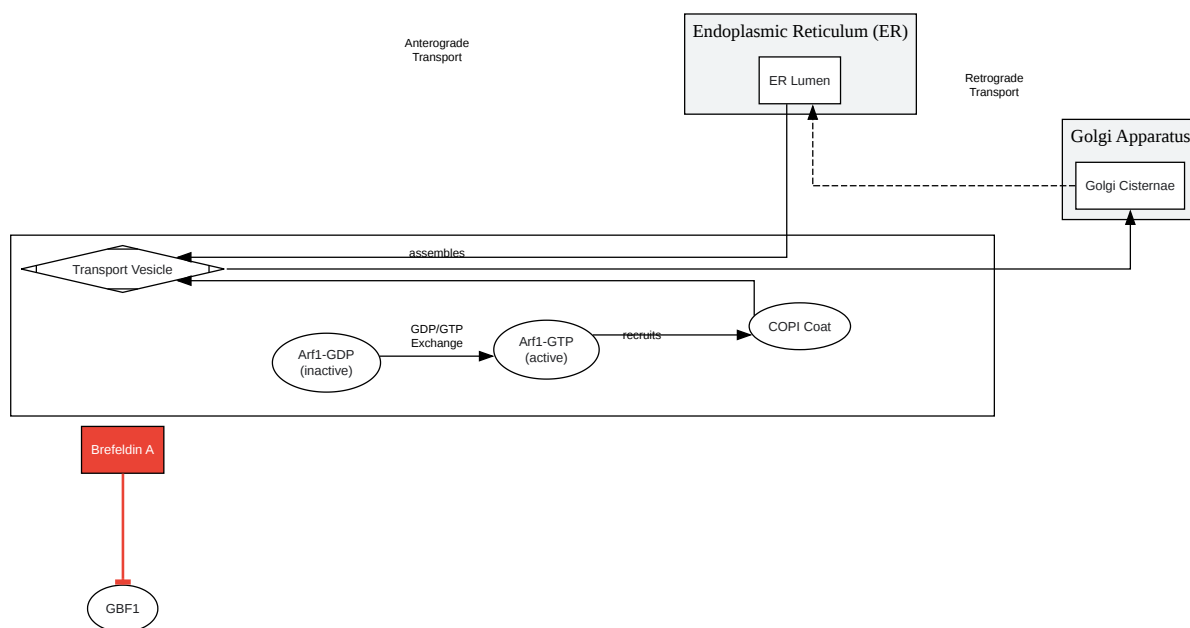 Endoplasmic Reticulum (ER)
Anterograde
Transport
ER Lumen
Retrograde
Transport
Golgi Apparatus
Golgi Cisternae
assembles
Transport Vesicle
COPI Coat
GDP/GTP
Exchange
recruits
Arf1-GTP
(active)
Arf1-GDP
(inactive)
Brefeldin A
GBF1